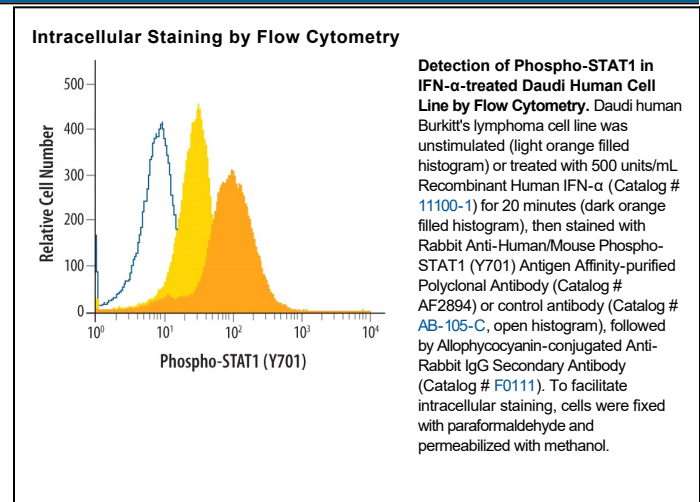 Intracellular Staining by Flow Cytometry
500
400
300
200
100
0
Relative Cell Number
10⁰ 10¹ 10² 10³ 10⁴
Phospho-STAT1 (Y701)
Detection of Phospho-STAT1 in
IFN-α-treated Daudi Human Cell
Line by Flow Cytometry. Daudi human
Burkitt's lymphoma cell line was
unstimulated (light orange filled
histogram) or treated with 500 units/mL
Recombinant Human IFN-α (Catalog #
11100-1) for 20 minutes (dark orange
filled histogram), then stained with
Rabbit Anti-Human/Mouse Phospho-
STAT1 (Y701) Antigen Affinity-purified
Polyclonal Antibody (Catalog #
AF2894) or control antibody (Catalog #
AB-105-C, open histogram), followed
by Allophycocyanin-conjugated Anti-
Rabbit IgG Secondary Antibody
(Catalog # F0111). To facilitate
intracellular staining, cells were fixed
with paraformaldehyde and
permeabilized with methanol.